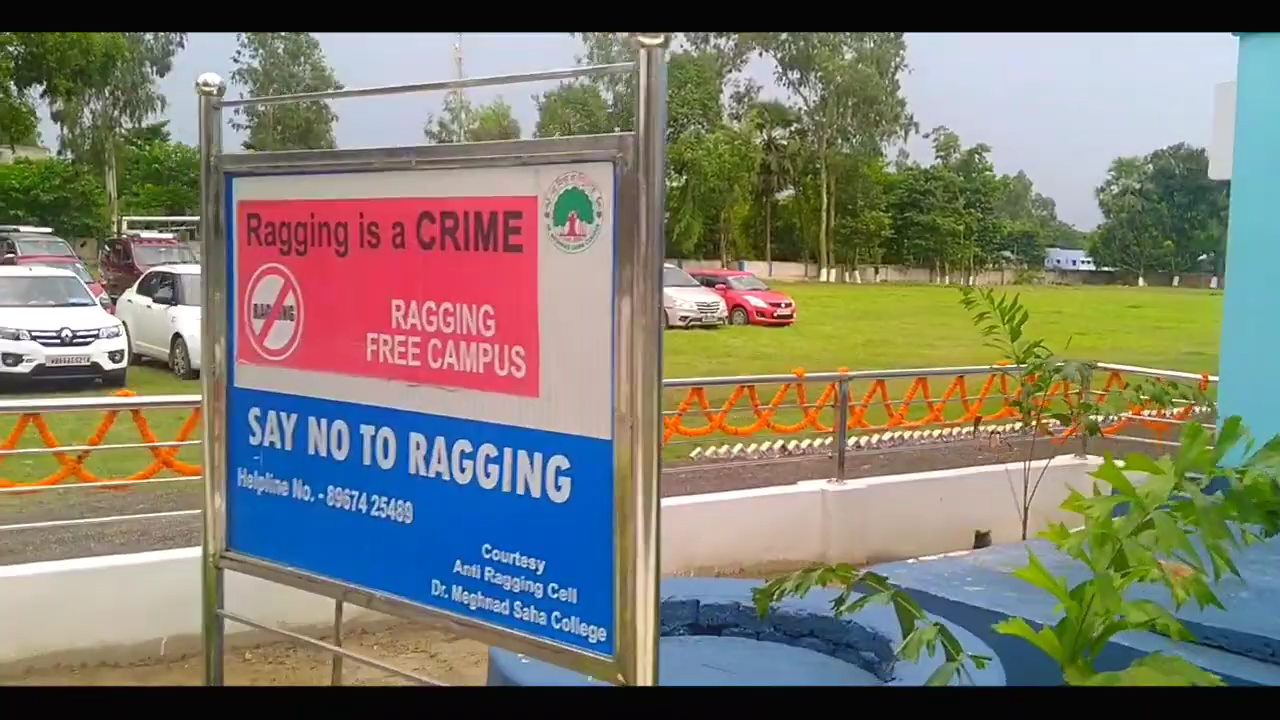 Ragging is a CRIME
RAGGING
RAGGING
FREE CAMPUS
SAY NO TO RAGGING
Helpline No. - 89674 25489
Courtesy
Anti Ragging Cell
Dr. Meghnad Saha College